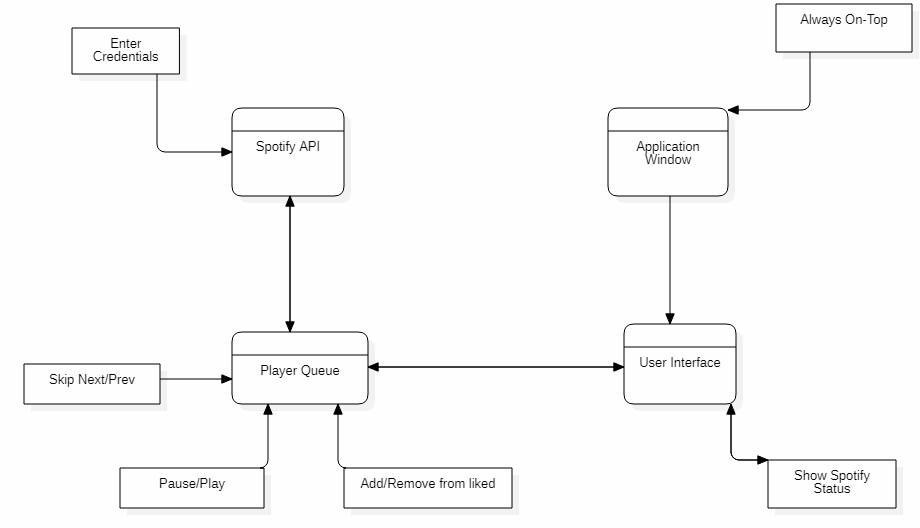 Always On-Top
Enter
Credentials
Spotify API
Application
Window
User Interface
Player Queue
Skip Next/Prev
Pause/Play
Add/Remove from liked
Show Spotify
Status